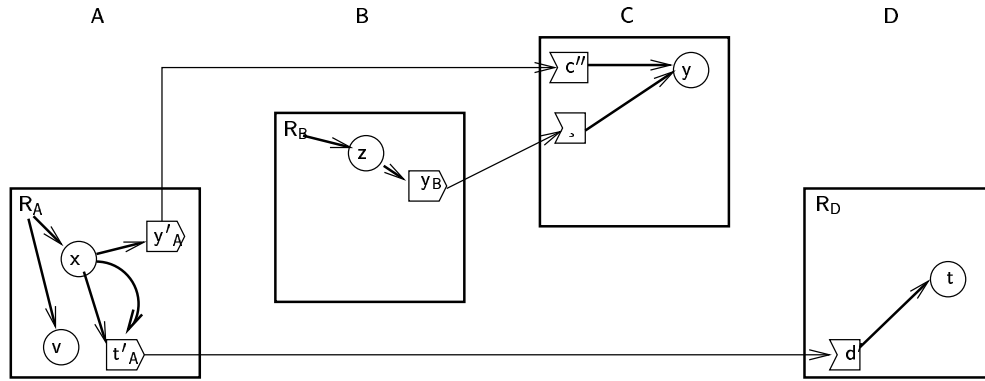 A B C D
c″ y
R_B z y_B
R_A x y′_A
v t′_A
R_D t
d